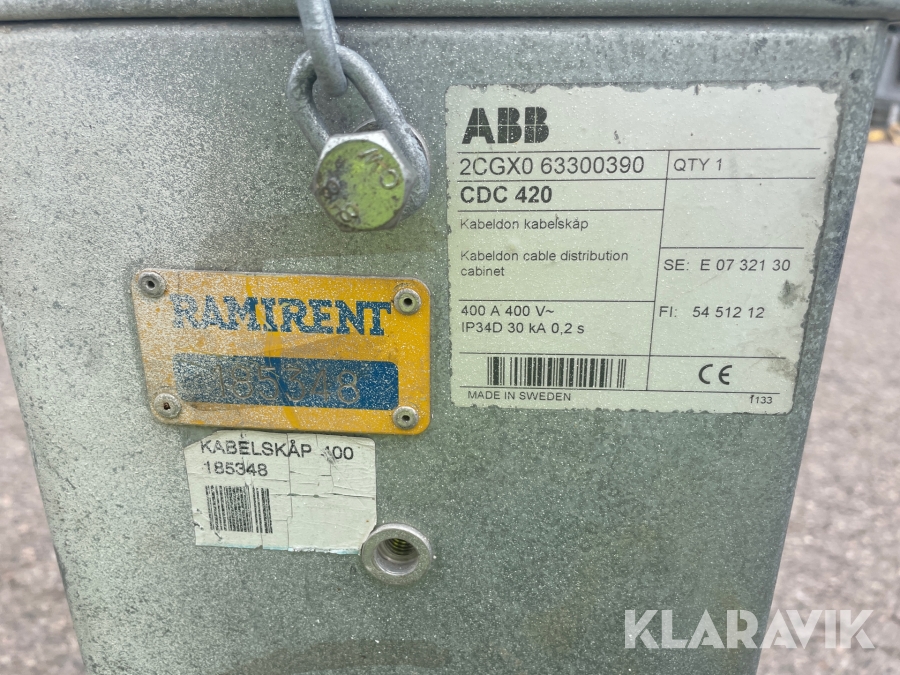 ABB
2CGX0 63300390
QTY 1
CDC 420
Kabeldon kabelskåp
Kabeldon cable distribution
cabinet
SE: E 07 321 30
400 A 400 V~
IP34D 30 kA 0,2 s
FI: 54 512 12
MADE IN SWEDEN
CE
f133
RAMIRENT
185348
KABELSKÅP 400
185348
KLARAVIK